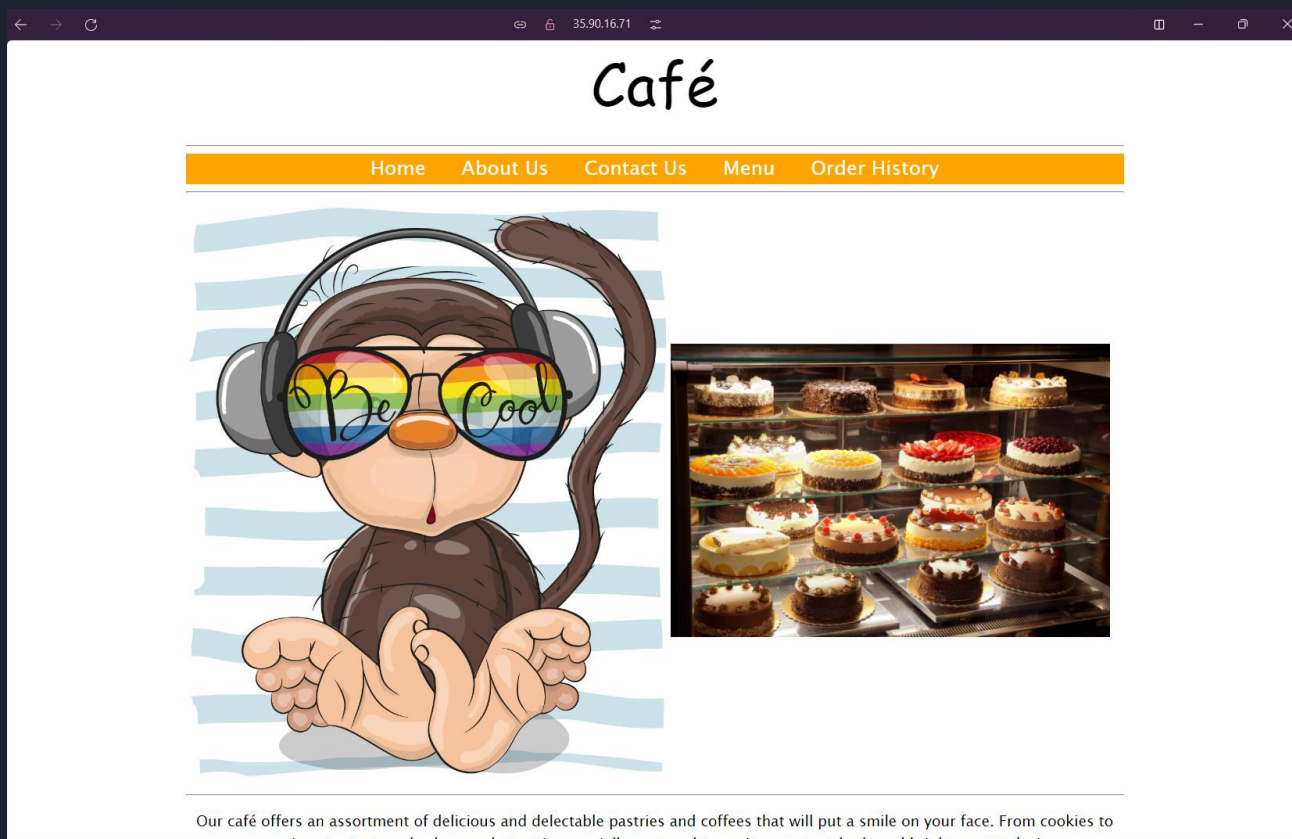 35.90.16.71
Café
Home About Us Contact Us Menu Order History
Be Cool
Our café offers an assortment of delicious and delectable pastries and coffees that will put a smile on your face. From cookies to